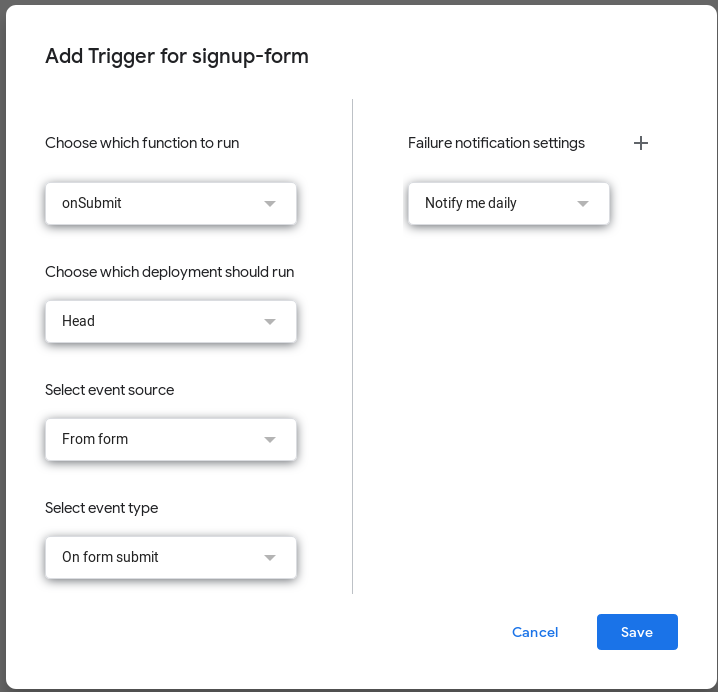 Add Trigger for signup-form
Choose which function to run
onSubmit
Choose which deployment should run
Head
Select event source
From form
Select event type
On form submit
Failure notification settings
Notify me daily
Cancel
Save